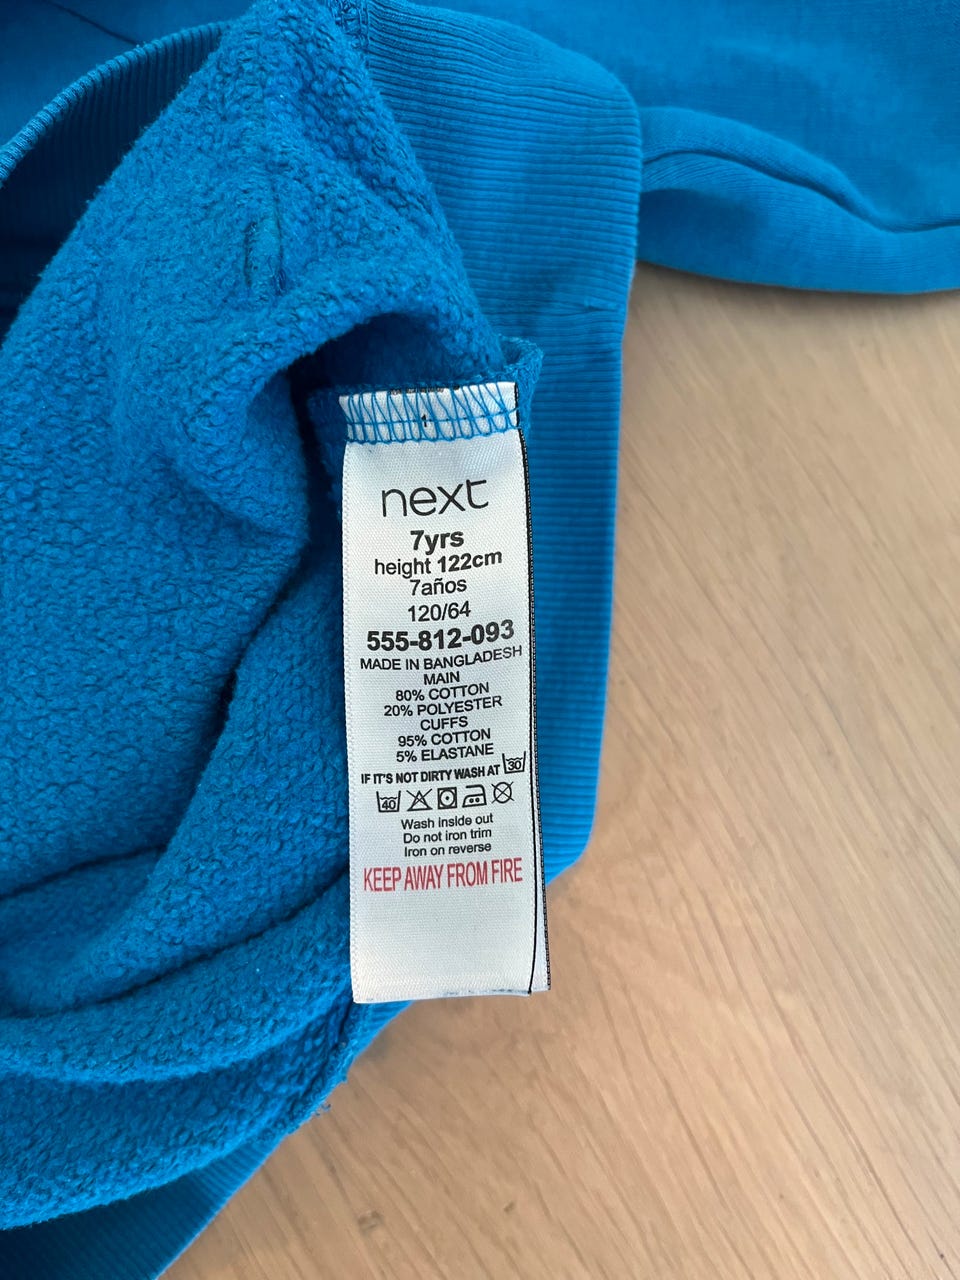 1
next
7yrs
height 122cm
7años
120/64
555-812-093
MADE IN BANGLADESH
MAIN
80% COTTON
20% POLYESTER
CUFFS
95% COTTON
5% ELASTANE
IF IT'S NOT DIRTY WASH AT 30
40
Wash inside out
Do not iron trim
Iron on reverse
KEEP AWAY FROM FIRE